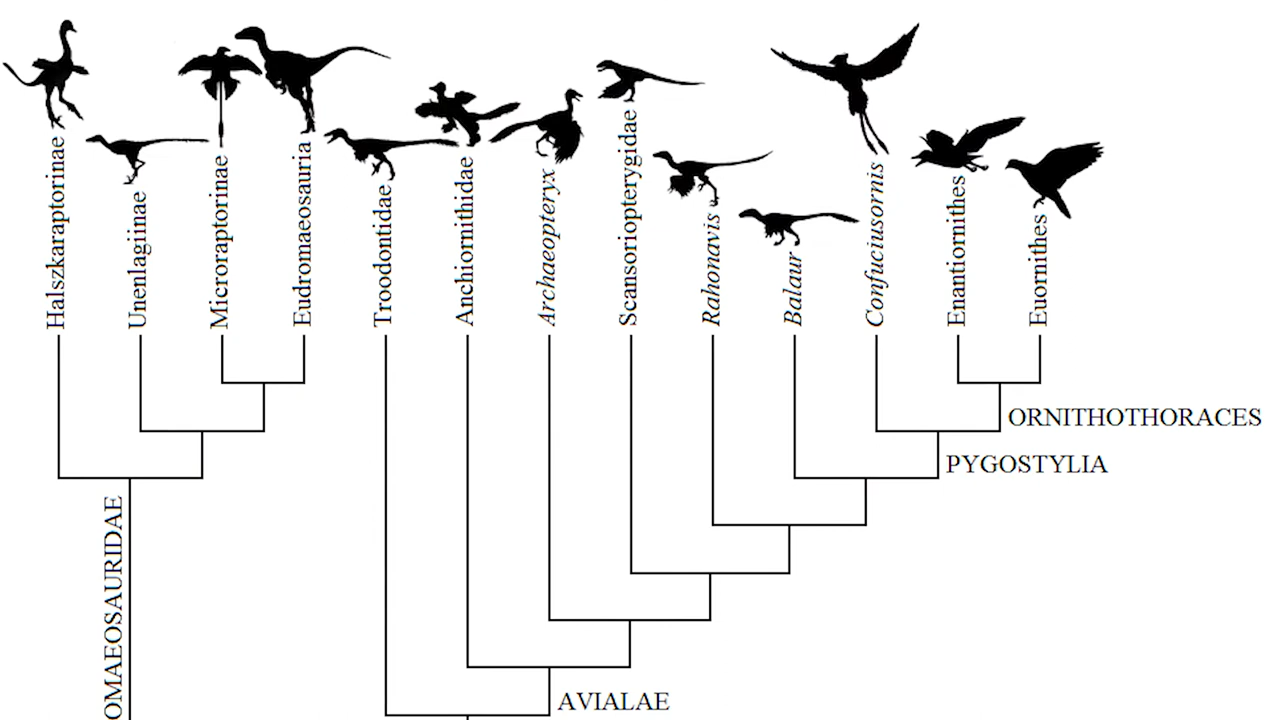 Halszkaraptorinae
Unenlagiinae
Microraptorinae
Eudromaeosauria
Troodontidae
Anchiornithidae
Archaeopteryx
Scansoriopterygidae
Rahonavis
Balaur
Confuciusornis
Enantiornithes
Euornithes
ORNITHOTHORACES
PYGOSTYLIA
OMAEOSAURIDAE
AVIALAE